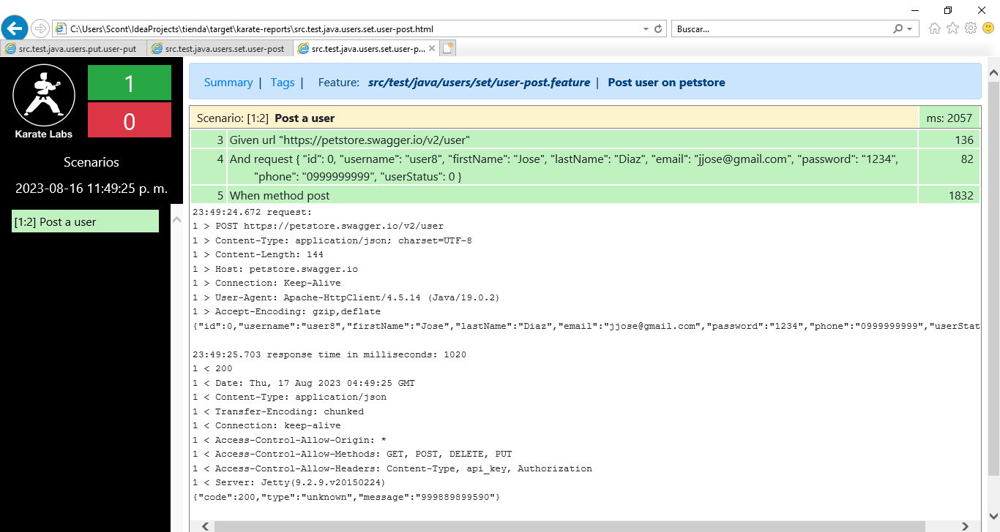 C:\Users\Scont\IdeaProjects\tienda\target\karate-reports\src.test.java.users.set.user-post.html
Buscar...
src.test.java.users.put.user-put
src.test.java.users.set.user-post
src.test.java.users.set.user-p...
1
0
Karate Labs
Scenarios
2023-08-16 11:49:25 p. m.
[1:2] Post a user
Summary | Tags | Feature: src/test/java/users/set/user-post.feature | Post user on petstore
Scenario: [1:2] Post a user ms: 2057
3 Given url "https://petstore.swagger.io/v2/user" 136
4 And request { "id": 0, "username": "user8", "firstName": "Jose", "lastName": "Diaz", "email": "jjose@gmail.com", "password": "1234", 82
"phone": "0999999999", "userStatus": 0 }
5 When method post 1832
23:49:24.672 request:
1 > POST https://petstore.swagger.io/v2/user
1 > Content-Type: application/json; charset=UTF-8
1 > Content-Length: 144
1 > Host: petstore.swagger.io
1 > Connection: Keep-Alive
1 > User-Agent: Apache-HttpClient/4.5.14 (Java/19.0.2)
1 > Accept-Encoding: gzip,deflate
{"id":0,"username":"user8","firstName":"Jose","lastName":"Diaz","email":"jjose@gmail.com","password":"1234","phone":"0999999999","userStat
23:49:25.703 response time in milliseconds: 1020
1 < 200
1 < Date: Thu, 17 Aug 2023 04:49:25 GMT
1 < Content-Type: application/json
1 < Transfer-Encoding: chunked
1 < Connection: keep-alive
1 < Access-Control-Allow-Origin: *
1 < Access-Control-Allow-Methods: GET, POST, DELETE, PUT
1 < Access-Control-Allow-Headers: Content-Type, api_key, Authorization
1 < Server: Jetty(9.2.9.v20150224)
{"code":200,"type":"unknown","message":"999889899590"}